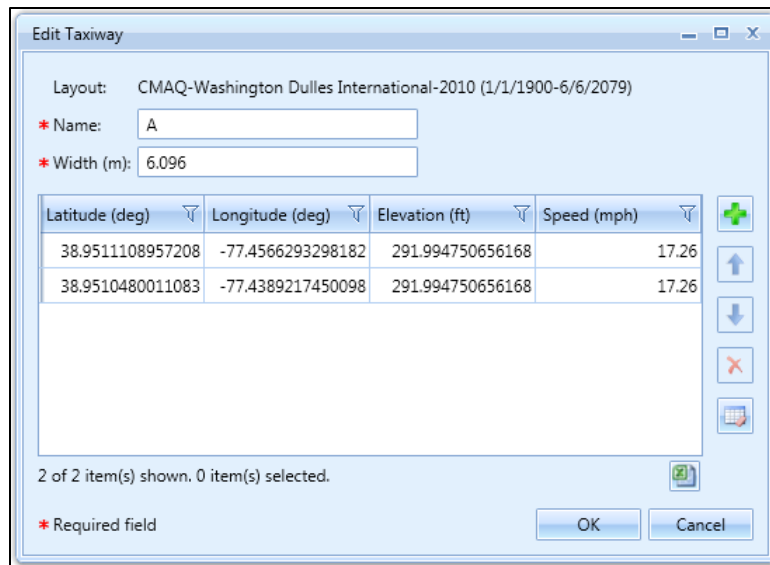 Edit Taxiway
Layout: CMAQ-Washington Dulles International-2010 (1/1/1900-6/6/2079)
* Name: A
* Width (m): 6.096
Latitude (deg) Longitude (deg) Elevation (ft) Speed (mph)
38.9511108957208 -77.4566293298182 291.994750656168 17.26
38.9510480011083 -77.4389217450098 291.994750656168 17.26
2 of 2 item(s) shown. 0 item(s) selected.
* Required field OK Cancel